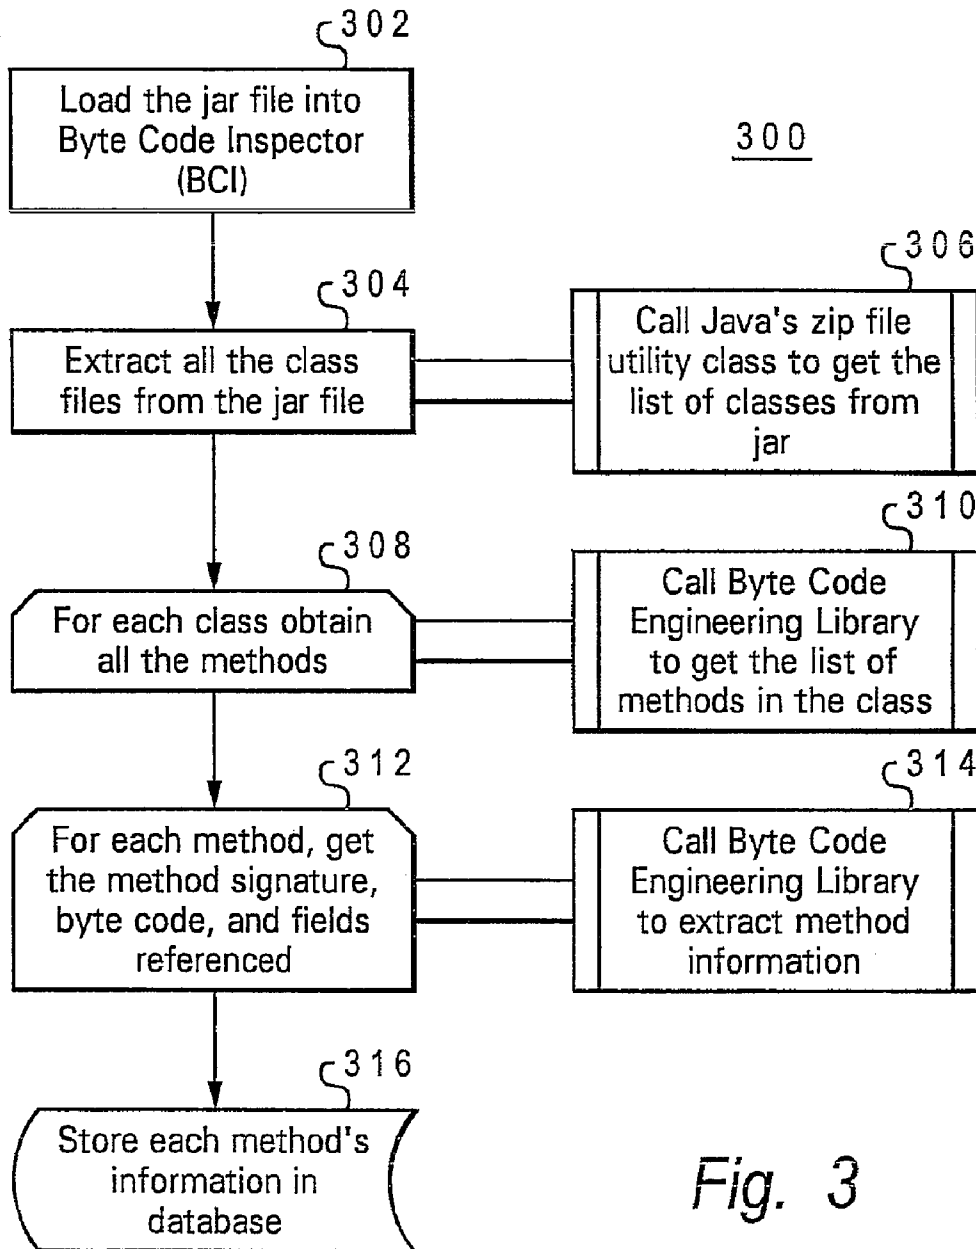 302
Load the jar file into
Byte Code Inspector
(BCI)
300
304
Extract all the class
files from the jar file
306
Call Java's zip file
utility class to get the
list of classes from
jar
308
For each class obtain
all the methods
310
Call Byte Code
Engineering Library
to get the list of
methods in the class
312
For each method, get
the method signature,
byte code, and fields
referenced
314
Call Byte Code
Engineering Library
to extract method
information
316
Store each method's
information in
database
Fig. 3